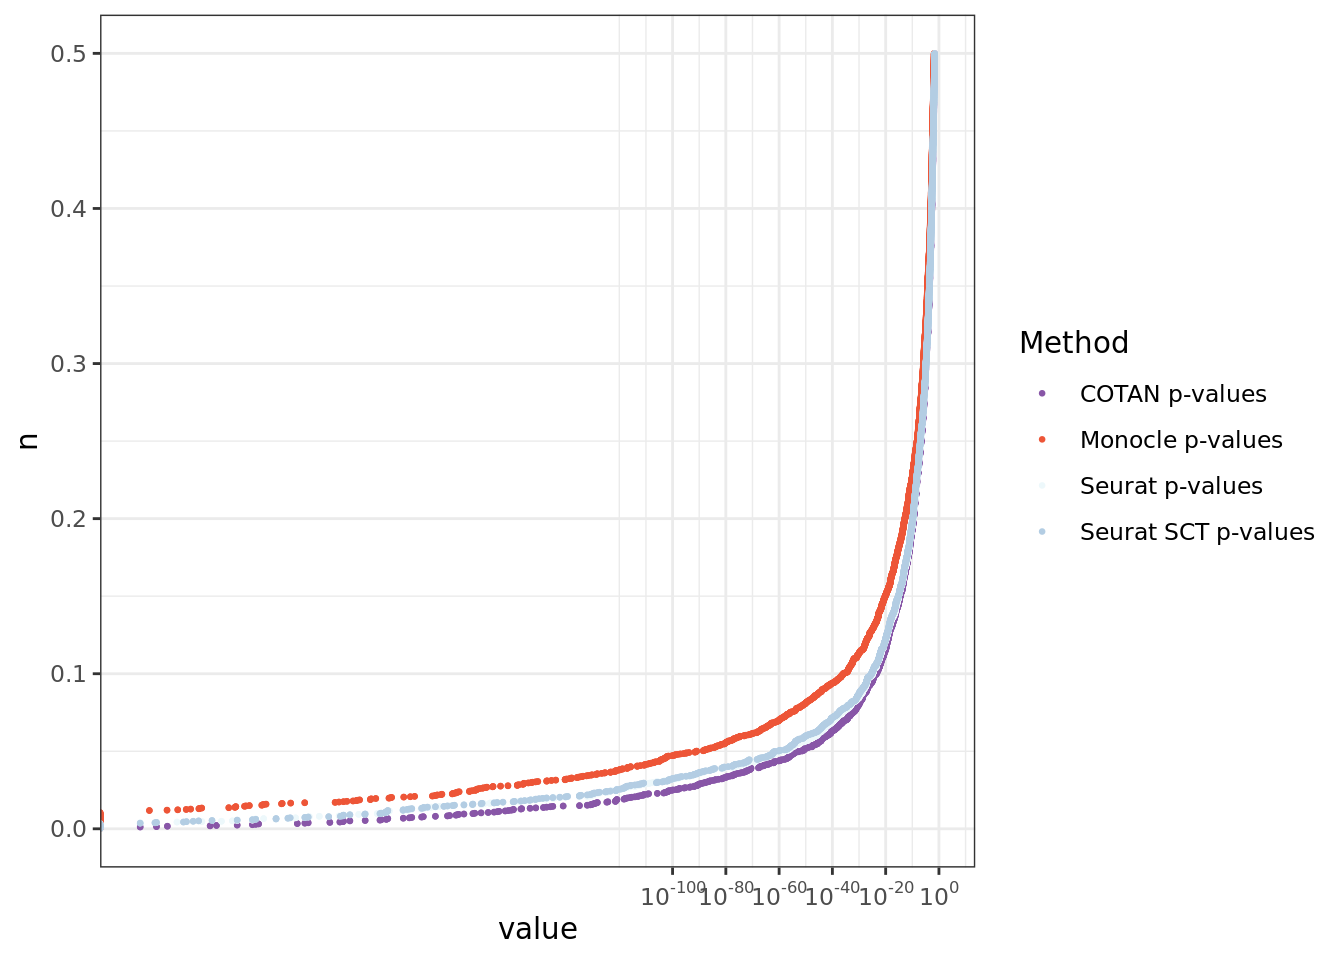 0.5
0.4
0.3
0.2
0.1
0.0
n
10^-100 10^-80 10^-60 10^-40 10^-20 10^0
value
Method
COTAN p-values
Monocle p-values
Seurat p-values
Seurat SCT p-values